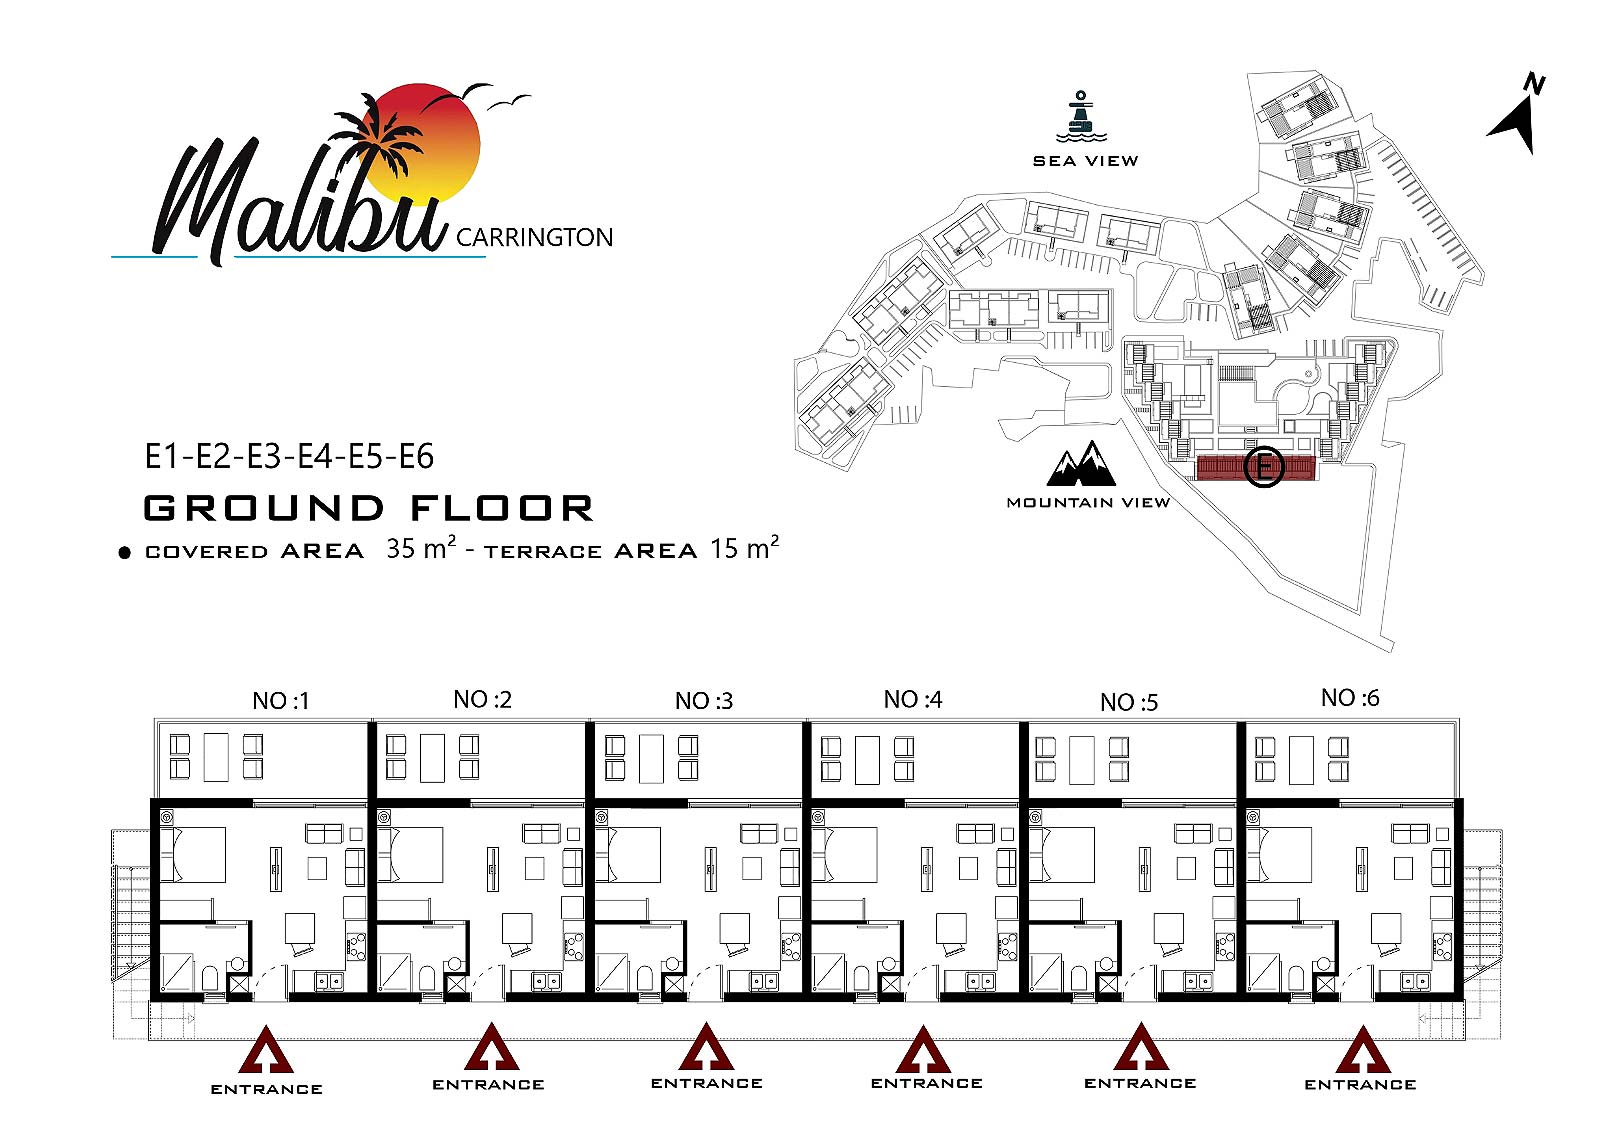 Malibu CARRINGTON
N
SEA VIEW
MOUNTAIN VIEW
E
E1-E2-E3-E4-E5-E6
GROUND FLOOR
• COVERED AREA 35 m² - TERRACE AREA 15 m²
NO :1 NO :2 NO :3 NO :4 NO :5 NO :6
ENTRANCE ENTRANCE ENTRANCE ENTRANCE ENTRANCE ENTRANCE